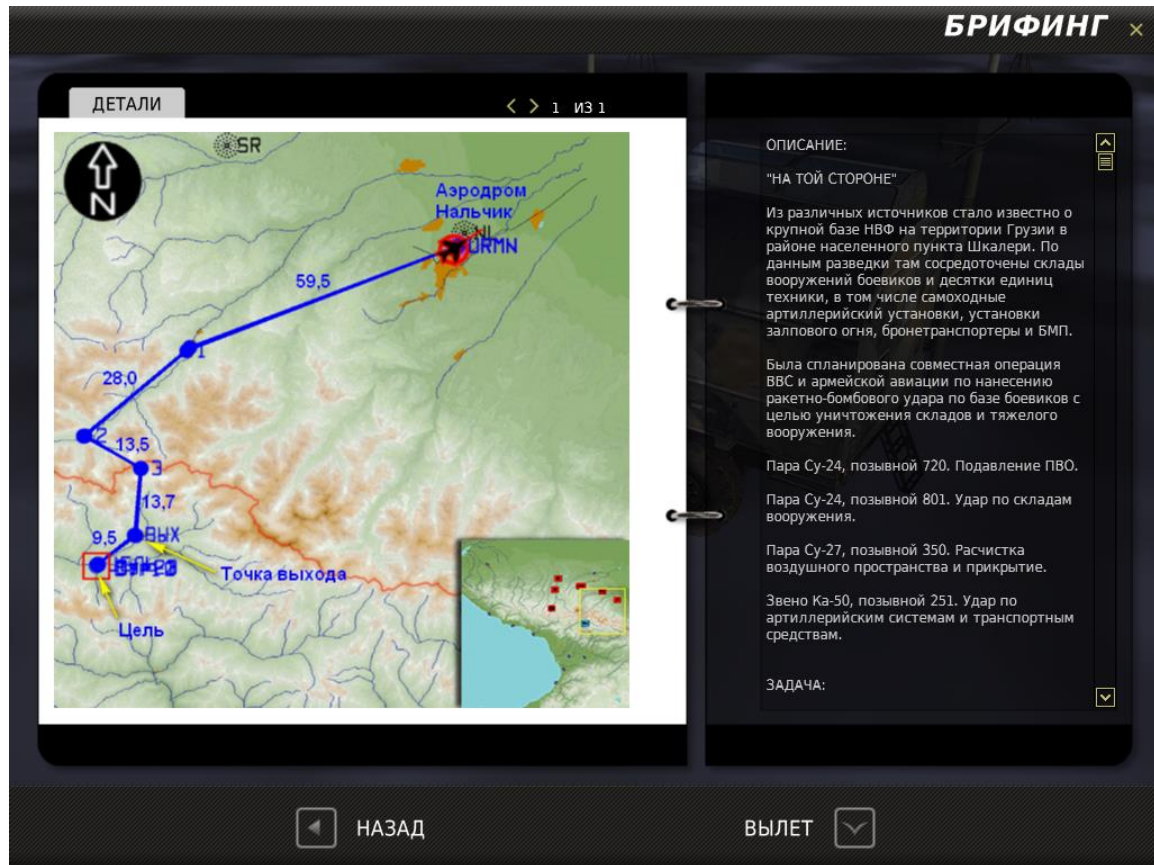 БРИФИНГ ×
ДЕТАЛИ
1 ИЗ 1
SR
N
Аэродром
Нальчик
URMN
59,5
1
28,0
2
13,5
3
13,7
9,5
ВЫХ
Точка выхода
Цель
ОПИСАНИЕ:
"НА ТОЙ СТОРОНЕ"
Из различных источников стало известно о
крупной базе НВФ на территории Грузии в
районе населенного пункта Шкалери. По
данным разведки там сосредоточены склады
вооружений боевиков и десятки единиц
техники, в том числе самоходные
артиллерийский установки, установки
залпового огня, бронетранспортеры и БМП.
Была спланирована совместная операция
ВВС и армейской авиации по нанесению
ракетно-бомбового удара по базе боевиков с
целью уничтожения складов и тяжелого
вооружения.
Пара Су-24, позывной 720. Подавление ПВО.
Пара Су-24, позывной 801. Удар по складам
вооружения.
Пара Су-27, позывной 350. Расчистка
воздушного пространства и прикрытие.
Звено Ка-50, позывной 251. Удар по
артиллерийским системам и транспортным
средствам.
ЗАДАЧА:
НАЗАД
ВЫЛЕТ